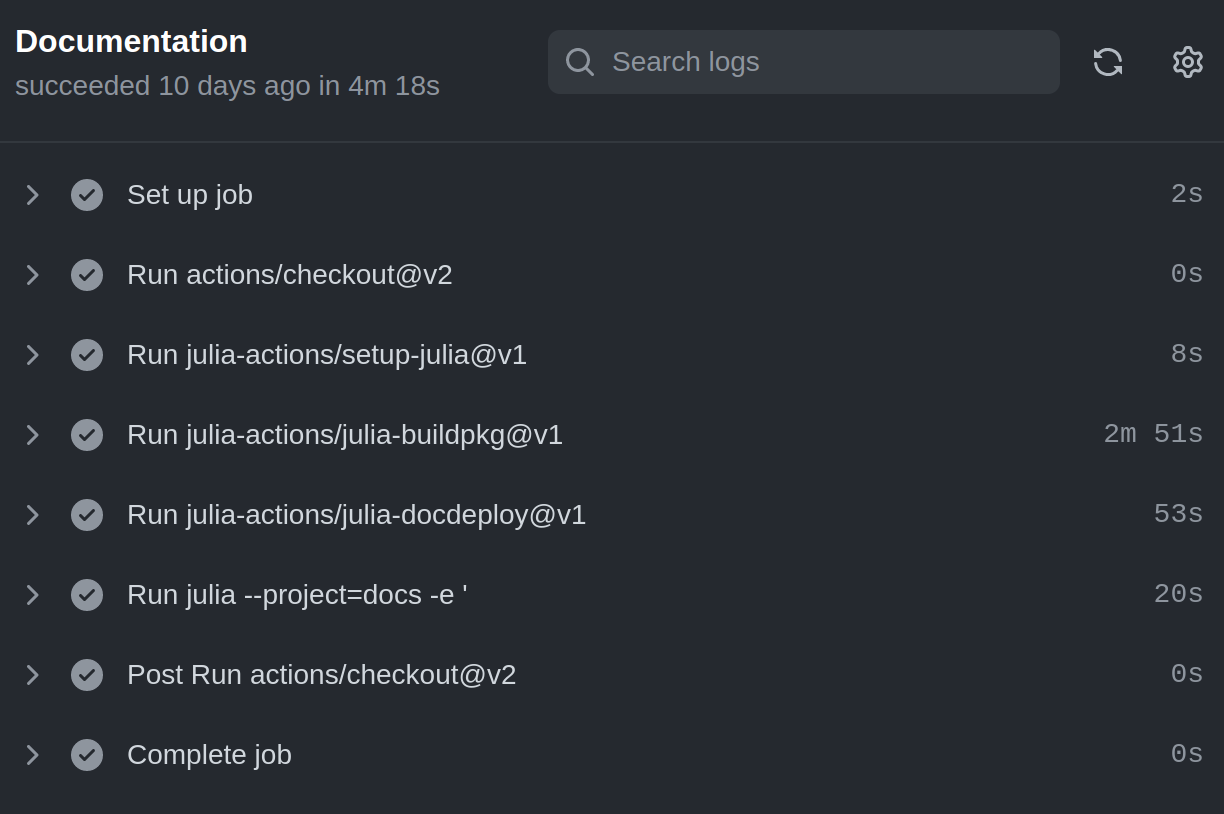 Documentation
succeeded 10 days ago in 4m 18s
Search logs
Set up job 2s
Run actions/checkout@v2 0s
Run julia-actions/setup-julia@v1 8s
Run julia-actions/julia-buildpkg@v1 2m 51s
Run julia-actions/julia-docdeploy@v1 53s
Run julia --project=docs -e ' 20s
Post Run actions/checkout@v2 0s
Complete job 0s